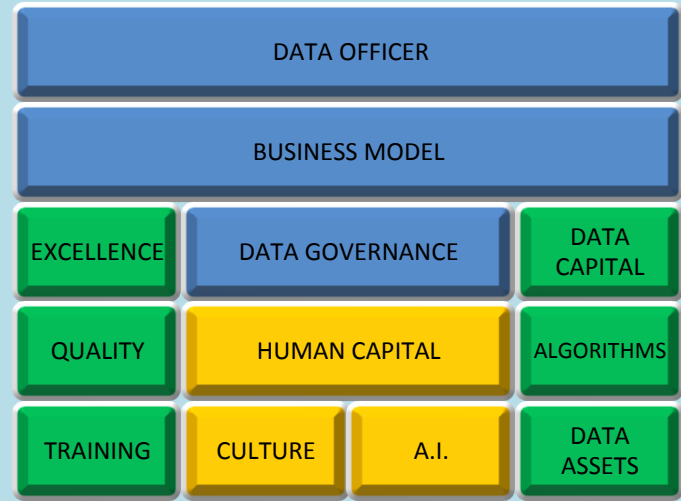 DATA OFFICER
BUSINESS MODEL
EXCELLENCE
DATA GOVERNANCE
DATA
CAPITAL
QUALITY
HUMAN CAPITAL
ALGORITHMS
TRAINING
CULTURE
A.I.
DATA
ASSETS